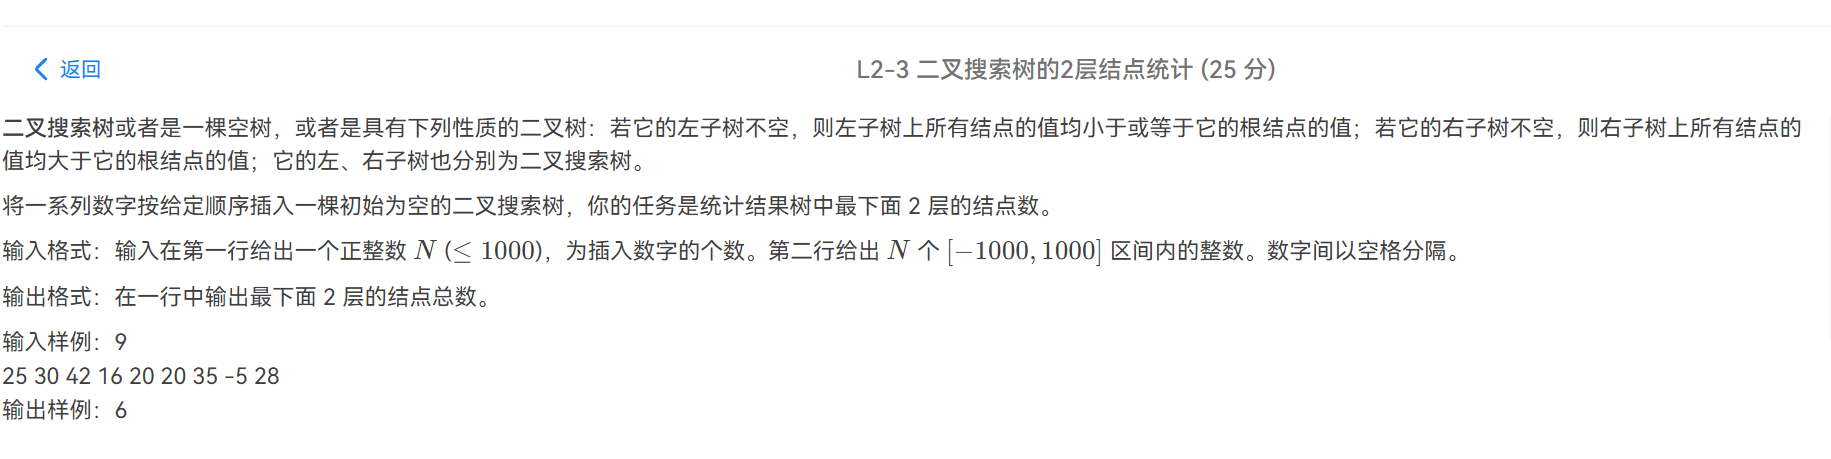 返回
L2-3 二叉搜索树的2层结点统计 (25 分)
二叉搜索树或者是一棵空树，或者是具有下列性质的二叉树：若它的左子树不空，则左子树上所有结点的值均小于或等于它的根结点的值；若它的右子树不空，则右子树上所有结点的
值均大于它的根结点的值；它的左、右子树也分别为二叉搜索树。
将一系列数字按给定顺序插入一棵初始为空的二叉搜索树，你的任务是统计结果树中最下面 2 层的结点数。
输入格式：输入在第一行给出一个正整数 N (≤ 1000)，为插入数字的个数。第二行给出 N 个 [−1000, 1000] 区间内的整数。数字间以空格分隔。
输出格式：在一行中输出最下面 2 层的结点总数。
输入样例：9
25 30 42 16 20 20 35 -5 28
输出样例：6